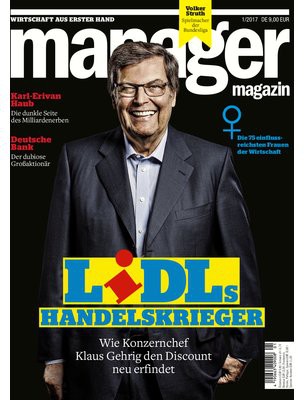 WIRTSCHAFT AUS ERSTER HAND
Volker
Struth
Spielmacher
der
Bundesliga
1/2017 DE 9,00 EUR
manager
magazin
Karl-Erivan
Haub
Die dunkle Seite
des Milliardenerben
Deutsche
Bank
Der dubiose
Großaktionär
Die 75 einfluss-
reichsten Frauen
der Wirtschaft
LiDLs
HANDELSKRIEGER
Wie Konzernchef
Klaus Gehrig den Discount
neu erfindet